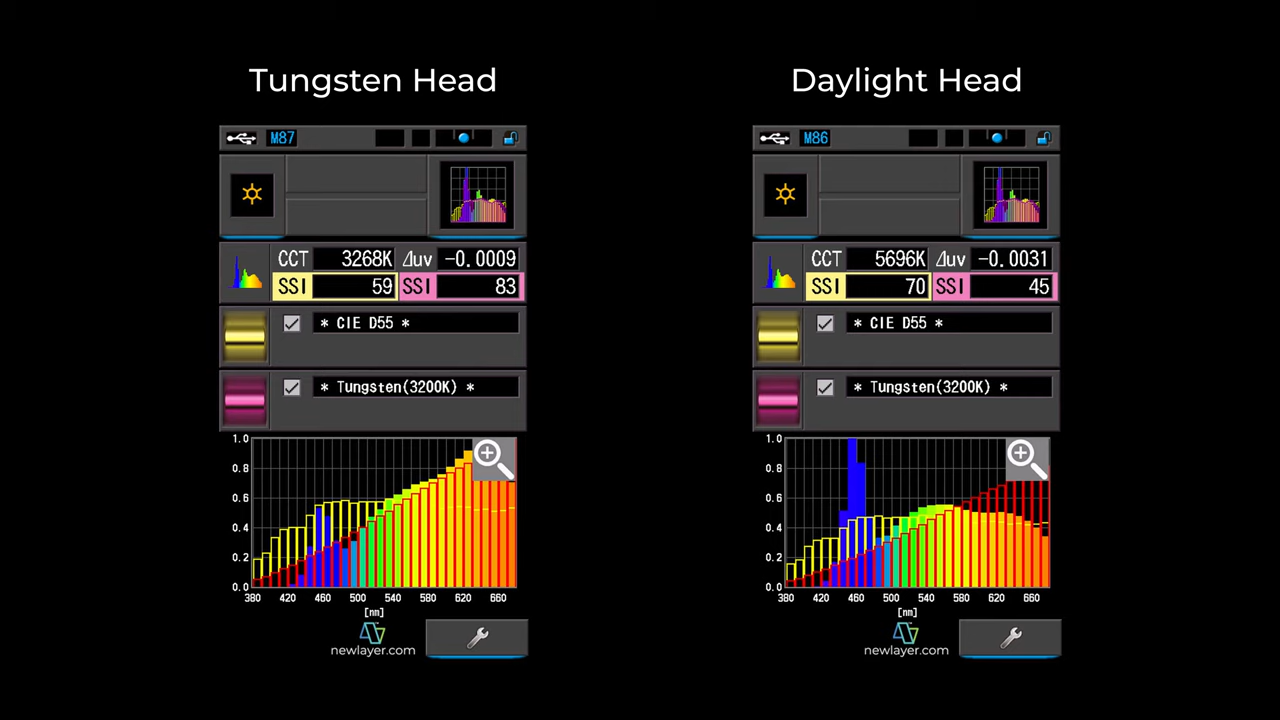 Tungsten Head
M87
CCT 3268K Δuv -0.0009
SSI 59 SSI 83
* CIE D55 *
* Tungsten(3200K) *
1.0
0.8
0.6
0.4
0.2
0.0
380 420 460 500 540 580 620 660
[nm]
newlayer.com
Daylight Head
M86
CCT 5696K Δuv -0.0031
SSI 70 SSI 45
* CIE D55 *
* Tungsten(3200K) *
1.0
0.8
0.6
0.4
0.2
0.0
380 420 460 500 540 580 620 660
[nm]
newlayer.com